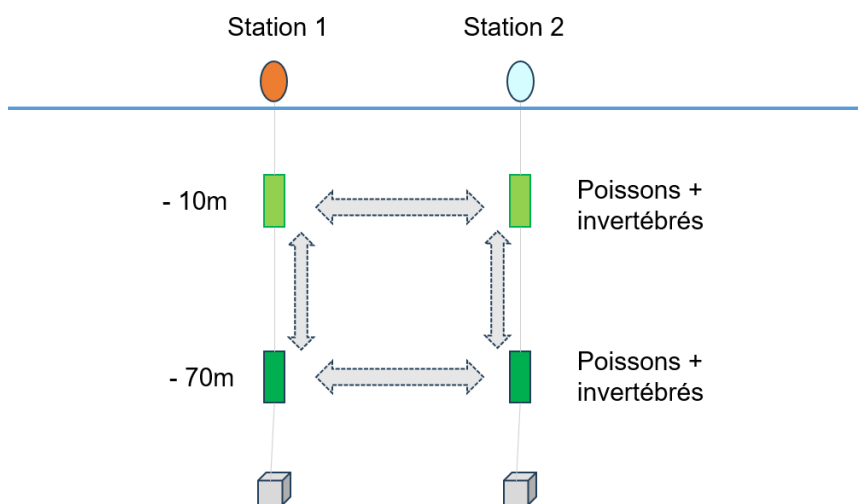 Station 1
Station 2
- 10m
Poissons +
invertébrés
- 70m
Poissons +
invertébrés